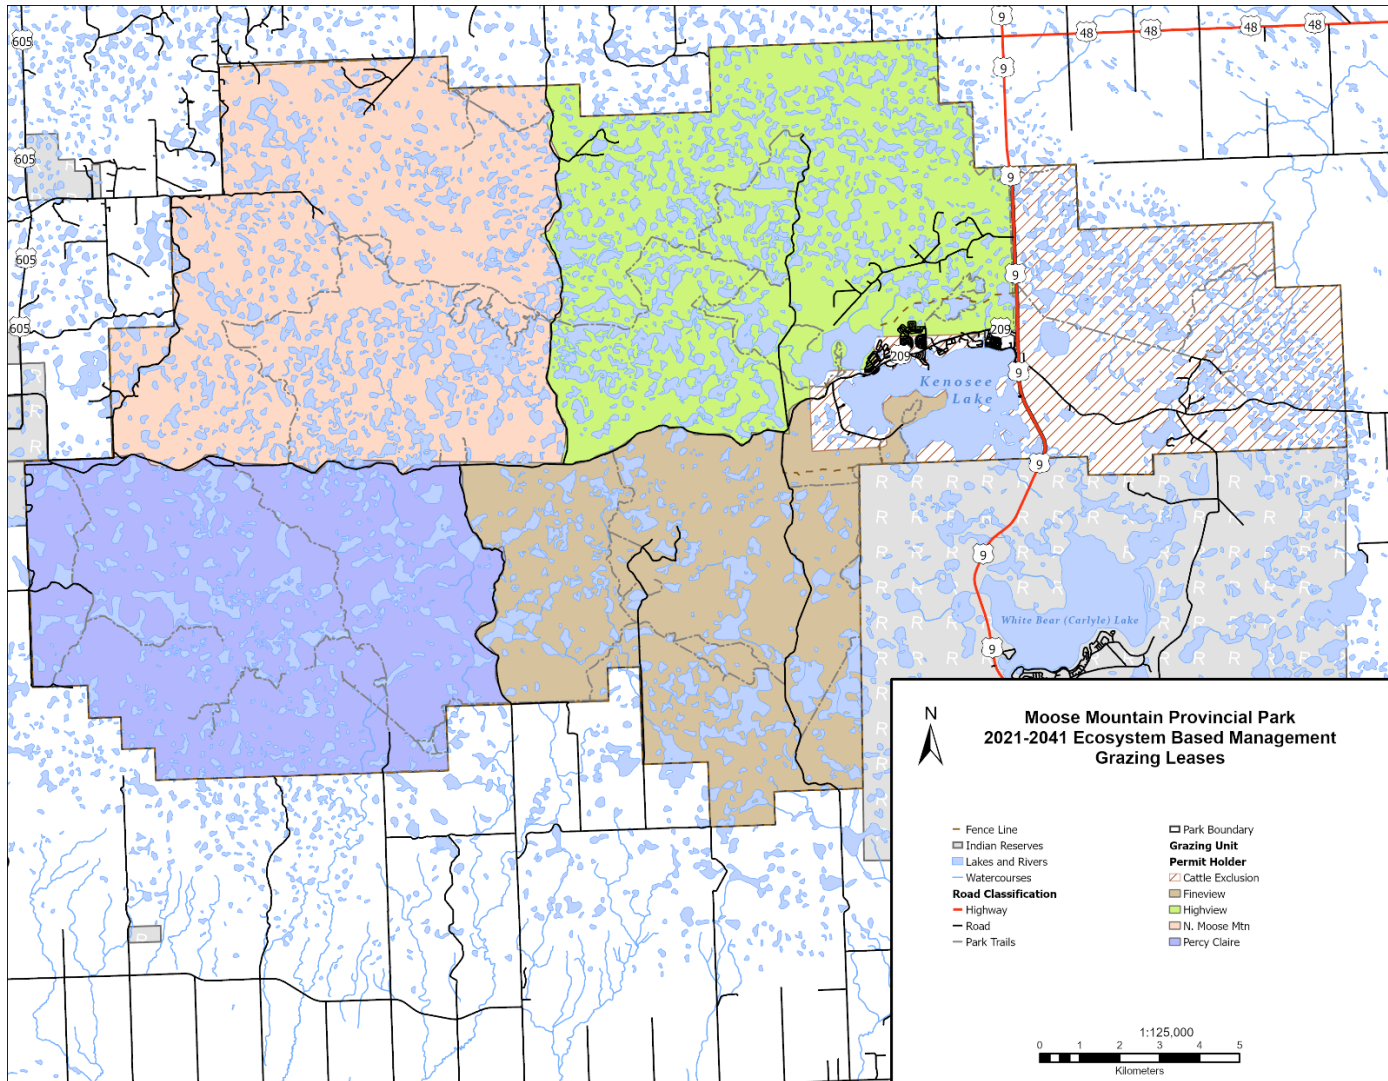 605
9
48
48
48
48
9
605
9
605
9
605
209
209
9
Kenosee
Lake
R
R
9
R R R R R R R
R R
9
R R R R R R R
R R R R R
White Bear (Carlyle) Lake
9
R R R R R R
R
R
R
Moose Mountain Provincial Park
2021-2041 Ecosystem Based Management
Grazing Leases
N
Fence Line
Indian Reserves
Lakes and Rivers
Watercourses
Road Classification
Highway
Road
Park Trails
Park Boundary
Grazing Unit
Permit Holder
Cattle Exclusion
Fineview
Highview
N. Moose Mtn
Percy Claire
1:125,000
0 1 2 3 4 5
Kilometers